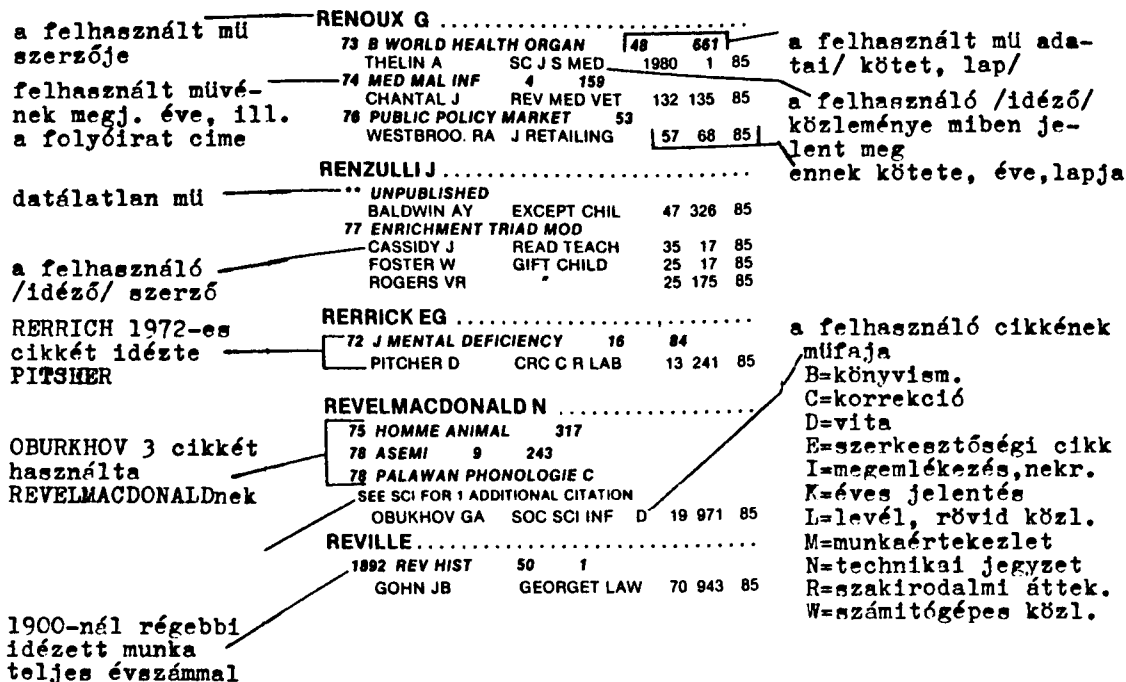 a felhasznált mü
szerzője
felhasznált müvé-
nek megj. éve, ill.
a folyóirat cime
datálatlan mü
a felhasználó
/idéző/ szerző
RERRICH 1972-es
cikkét idézte
PITSHER
OBURKHOV 3 cikkét
használta
REVELMACDONALDnek
1900-nál régebbi
idézett munka
teljes évszámmal
RENOUX G ..............................
73 B WORLD HEALTH ORGAN 48 661
THELIN A SC J S MED 1980 1 85
74 MED MAL INF 4 159
CHANTAL J REV MED VET 132 135 85
76 PUBLIC POLICY MARKET 53
WESTBROO. RA J RETAILING 57 68 85
RENZULLI J ..............................
** UNPUBLISHED
BALDWIN AY EXCEPT CHIL 47 326 85
77 ENRICHMENT TRIAD MOD
CASSIDY J READ TEACH 35 17 85
FOSTER W GIFT CHILD 25 17 85
ROGERS VR " 25 175 85
RERRICK EG ..............................
72 J MENTAL DEFICIENCY 16 84
PITCHER D CRC C R LAB 13 241 85
REVELMACDONALD N ....................
75 HOMME ANIMAL 317
78 ASEMI 9 243
78 PALAWAN PHONOLOGIE C
SEE SCI FOR 1 ADDITIONAL CITATION
OBUKHOV GA SOC SCI INF D 19 971 85
REVILLE ..............................
1892 REV HIST 50 1
GOHN JB GEORGET LAW 70 943 85
a felhasznált mü ada-
tai/ kötet, lap/
a felhasználó /idéző/
közleménye miben je-
lent meg
ennek kötete, éve,lapja
a felhasználó cikkének
müfaja
B=könyvism.
C=korrekció
D=vita
E=szerkesztőségi cikk
I=megemlékezés,nekr.
K=éves jelentés
L=levél, rövid közl.
M=munkaértekezlet
N=technikai jegyzet
R=szakirodalmi áttek.
W=számitógépes közl.